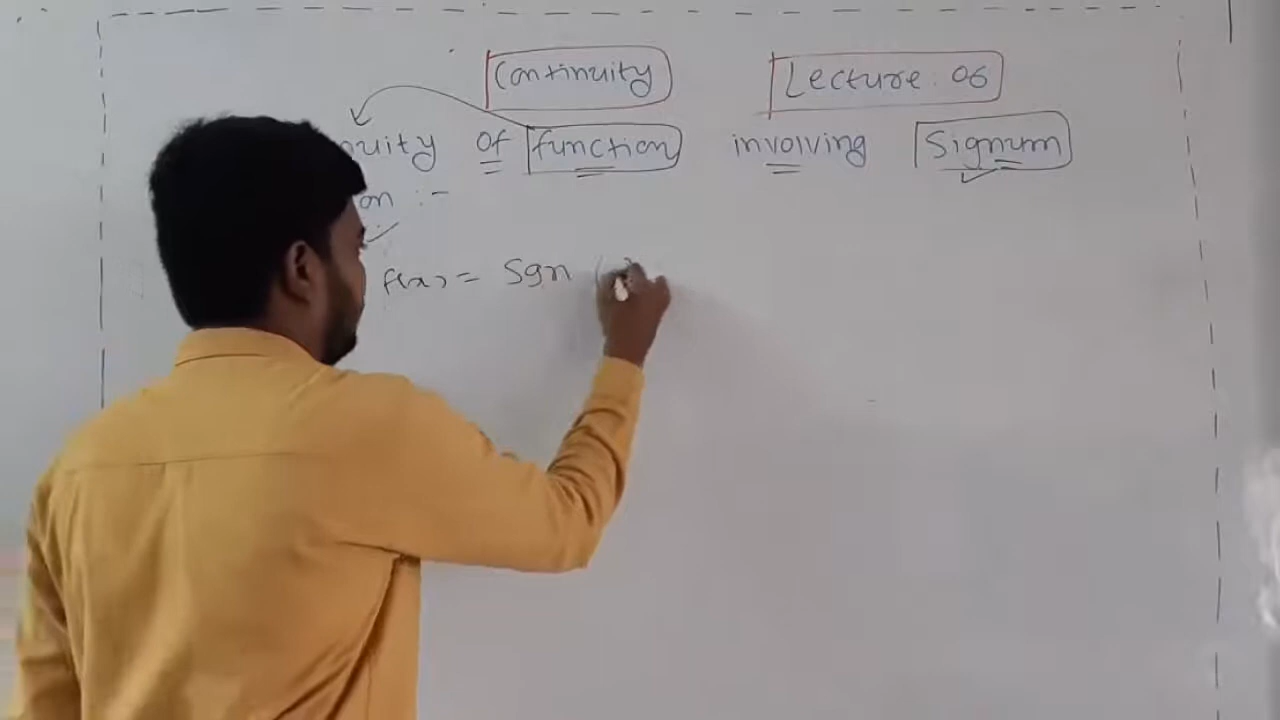 Continuity Lecture 06
nuity of function involving Signum
on :-
f(x) = Sgn (